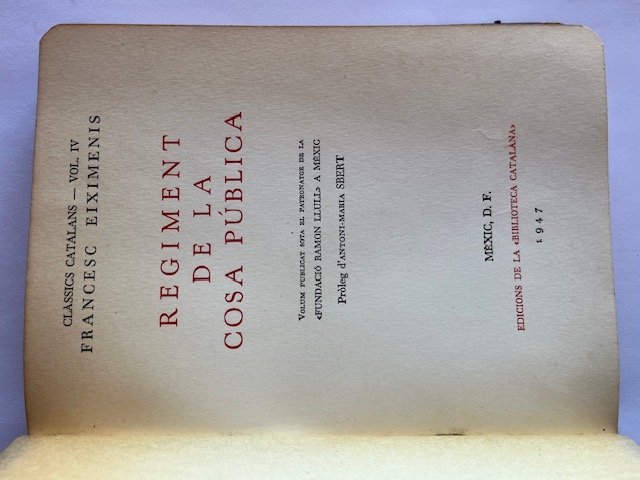 CLÀSSICS CATALANS — VOL. IV
FRANCESC EIXIMENIS
REGIMENT
DE LA
COSA PÚBLICA
VOLUM PUBLICAT SOTA EL PATRONATGE DE LA
«FUNDACIÓ RAMON LLULL» A MÈXIC
Pròleg d'ANTONI-MARIA SBERT
MÈXIC, D. F.
EDICIONS DE LA «BIBLIOTECA CATALANA»
1947